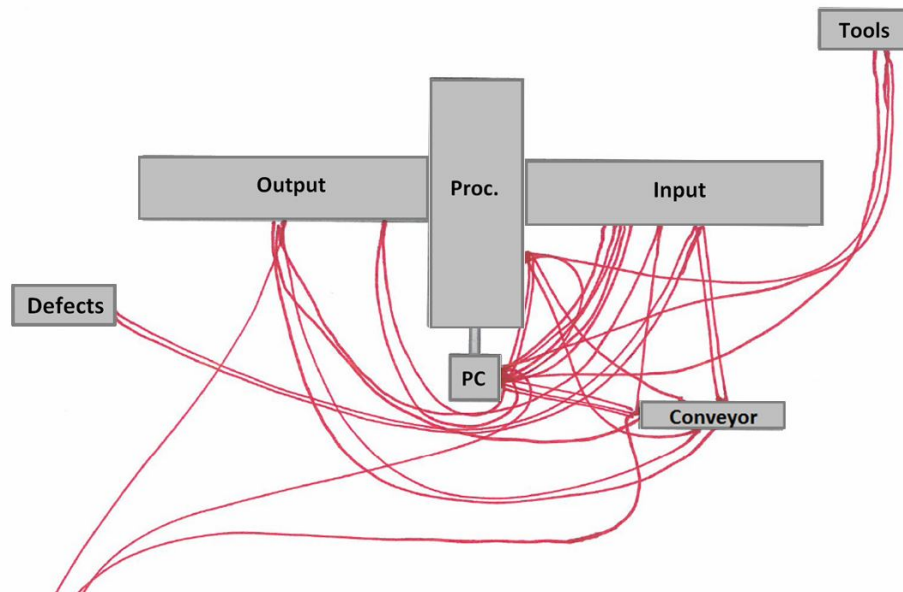 Tools
Output
Proc.
Input
Defects
PC
Conveyor